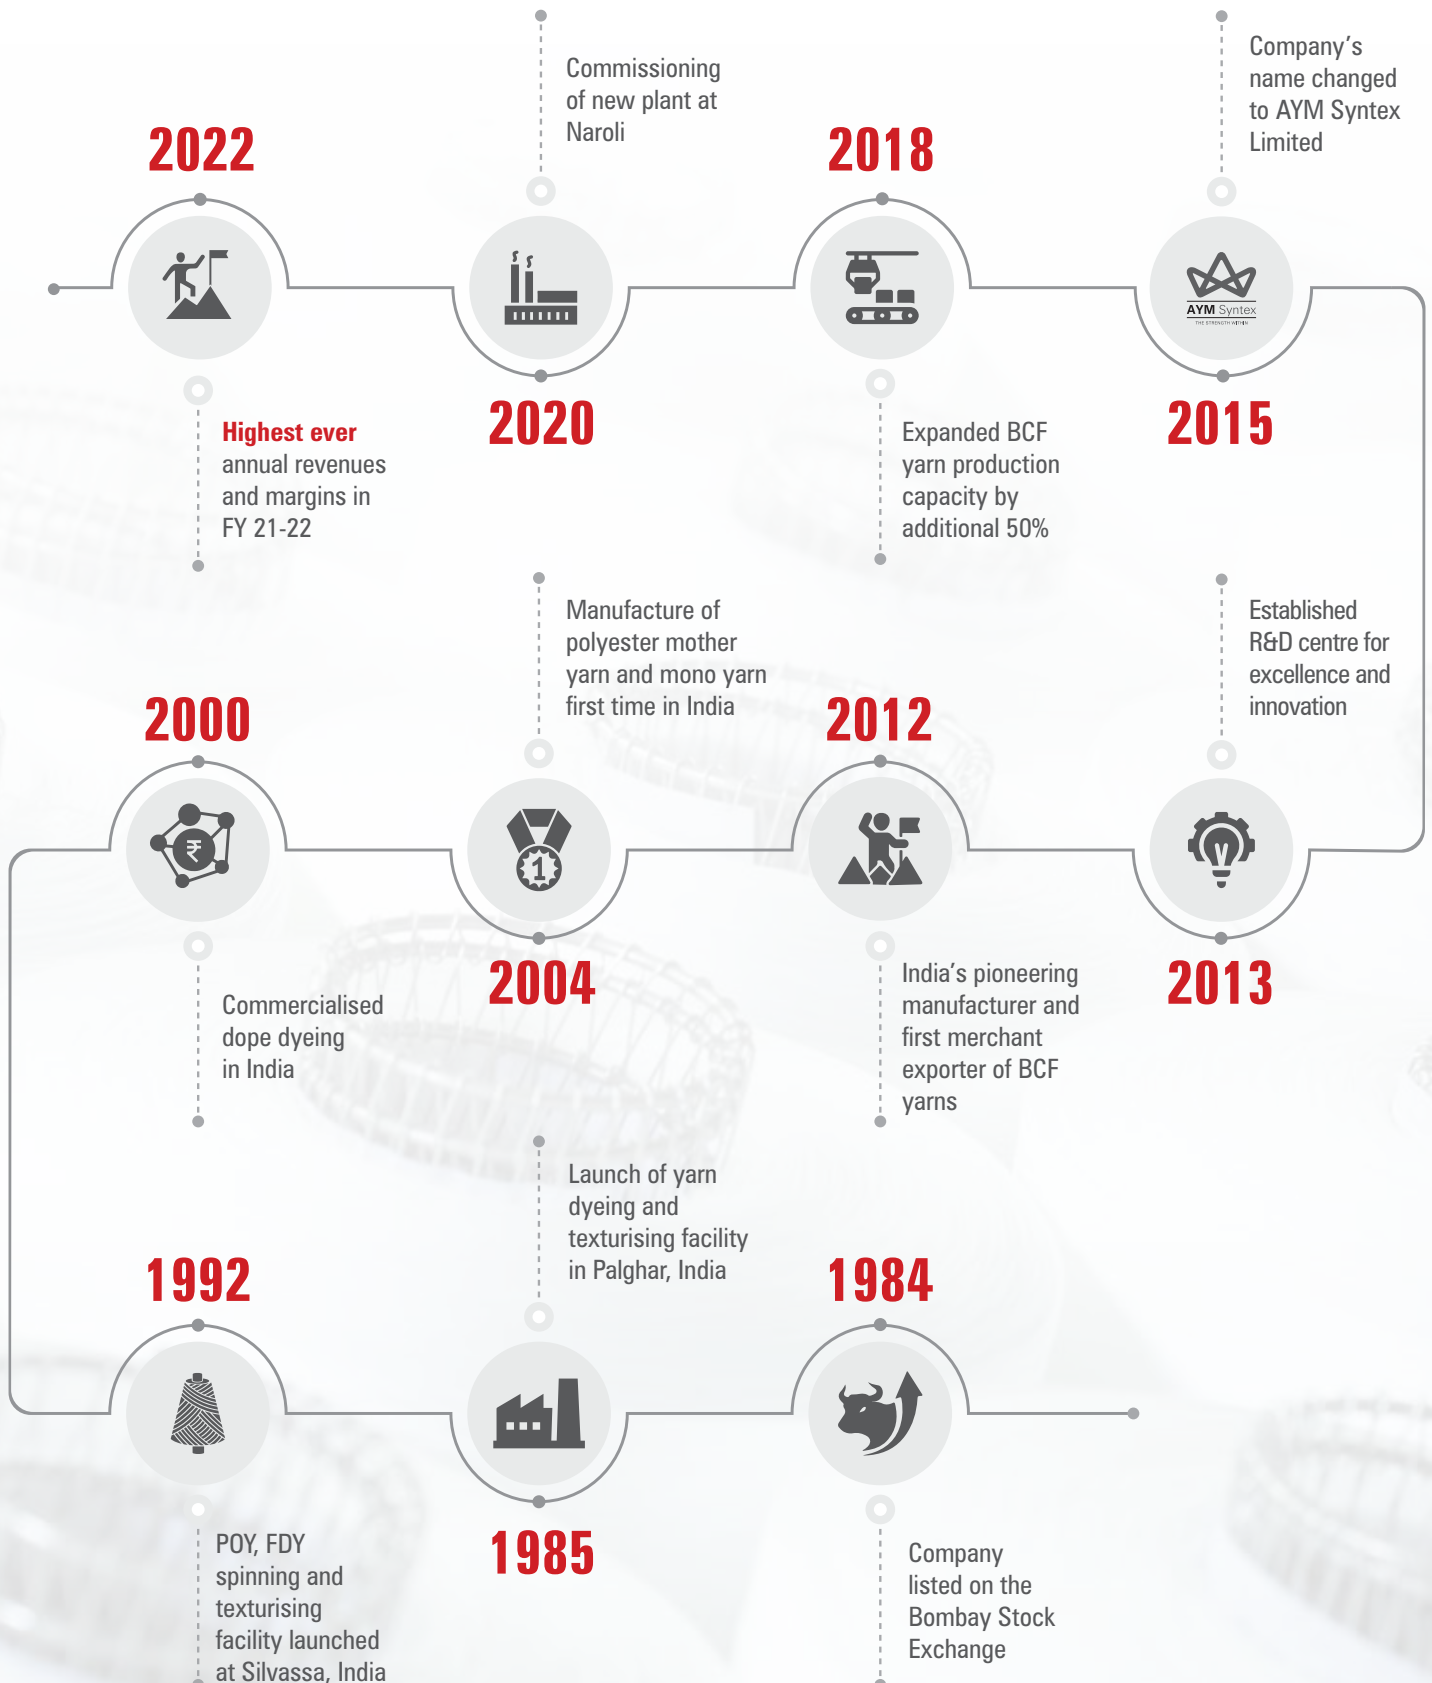 2022
Highest ever
annual revenues
and margins in
FY 21-22
Commissioning
of new plant at
Naroli
2020
2018
Expanded BCF
yarn production
capacity by
additional 50%
Company's
name changed
to AYM Syntex
Limited
AYM Syntex
THE STRENGTH WITHIN
2015
2000
₹
Commercialised
dope dyeing
in India
Manufacture of
polyester mother
yarn and mono yarn
first time in India
1
2004
2012
India's pioneering
manufacturer and
first merchant
exporter of BCF
yarns
Established
R&D centre for
excellence and
innovation
2013
1992
POY, FDY
spinning and
texturising
facility launched
at Silvassa, India
Launch of yarn
dyeing and
texturising facility
in Palghar, India
1985
1984
Company
listed on the
Bombay Stock
Exchange